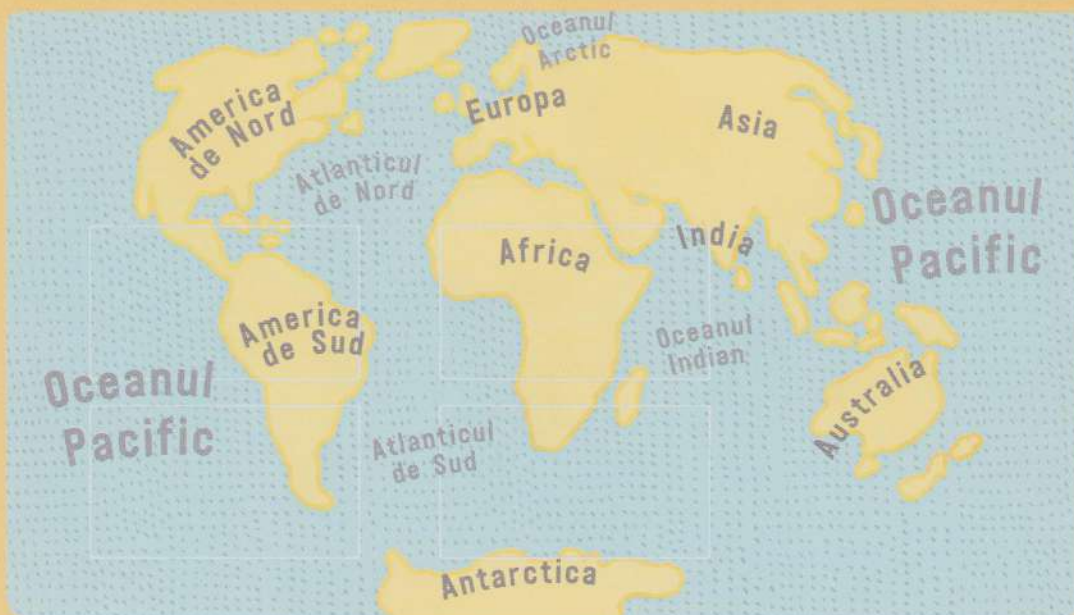 Oceanul
Arctic
America
de Nord
Europa
Asia
Atlanticul
de Nord
Oceanul
Pacific
Africa
India
America
de Sud
Oceanul
Indian
Oceanul
Pacific
Australia
Atlanticul
de Sud
Antarctica